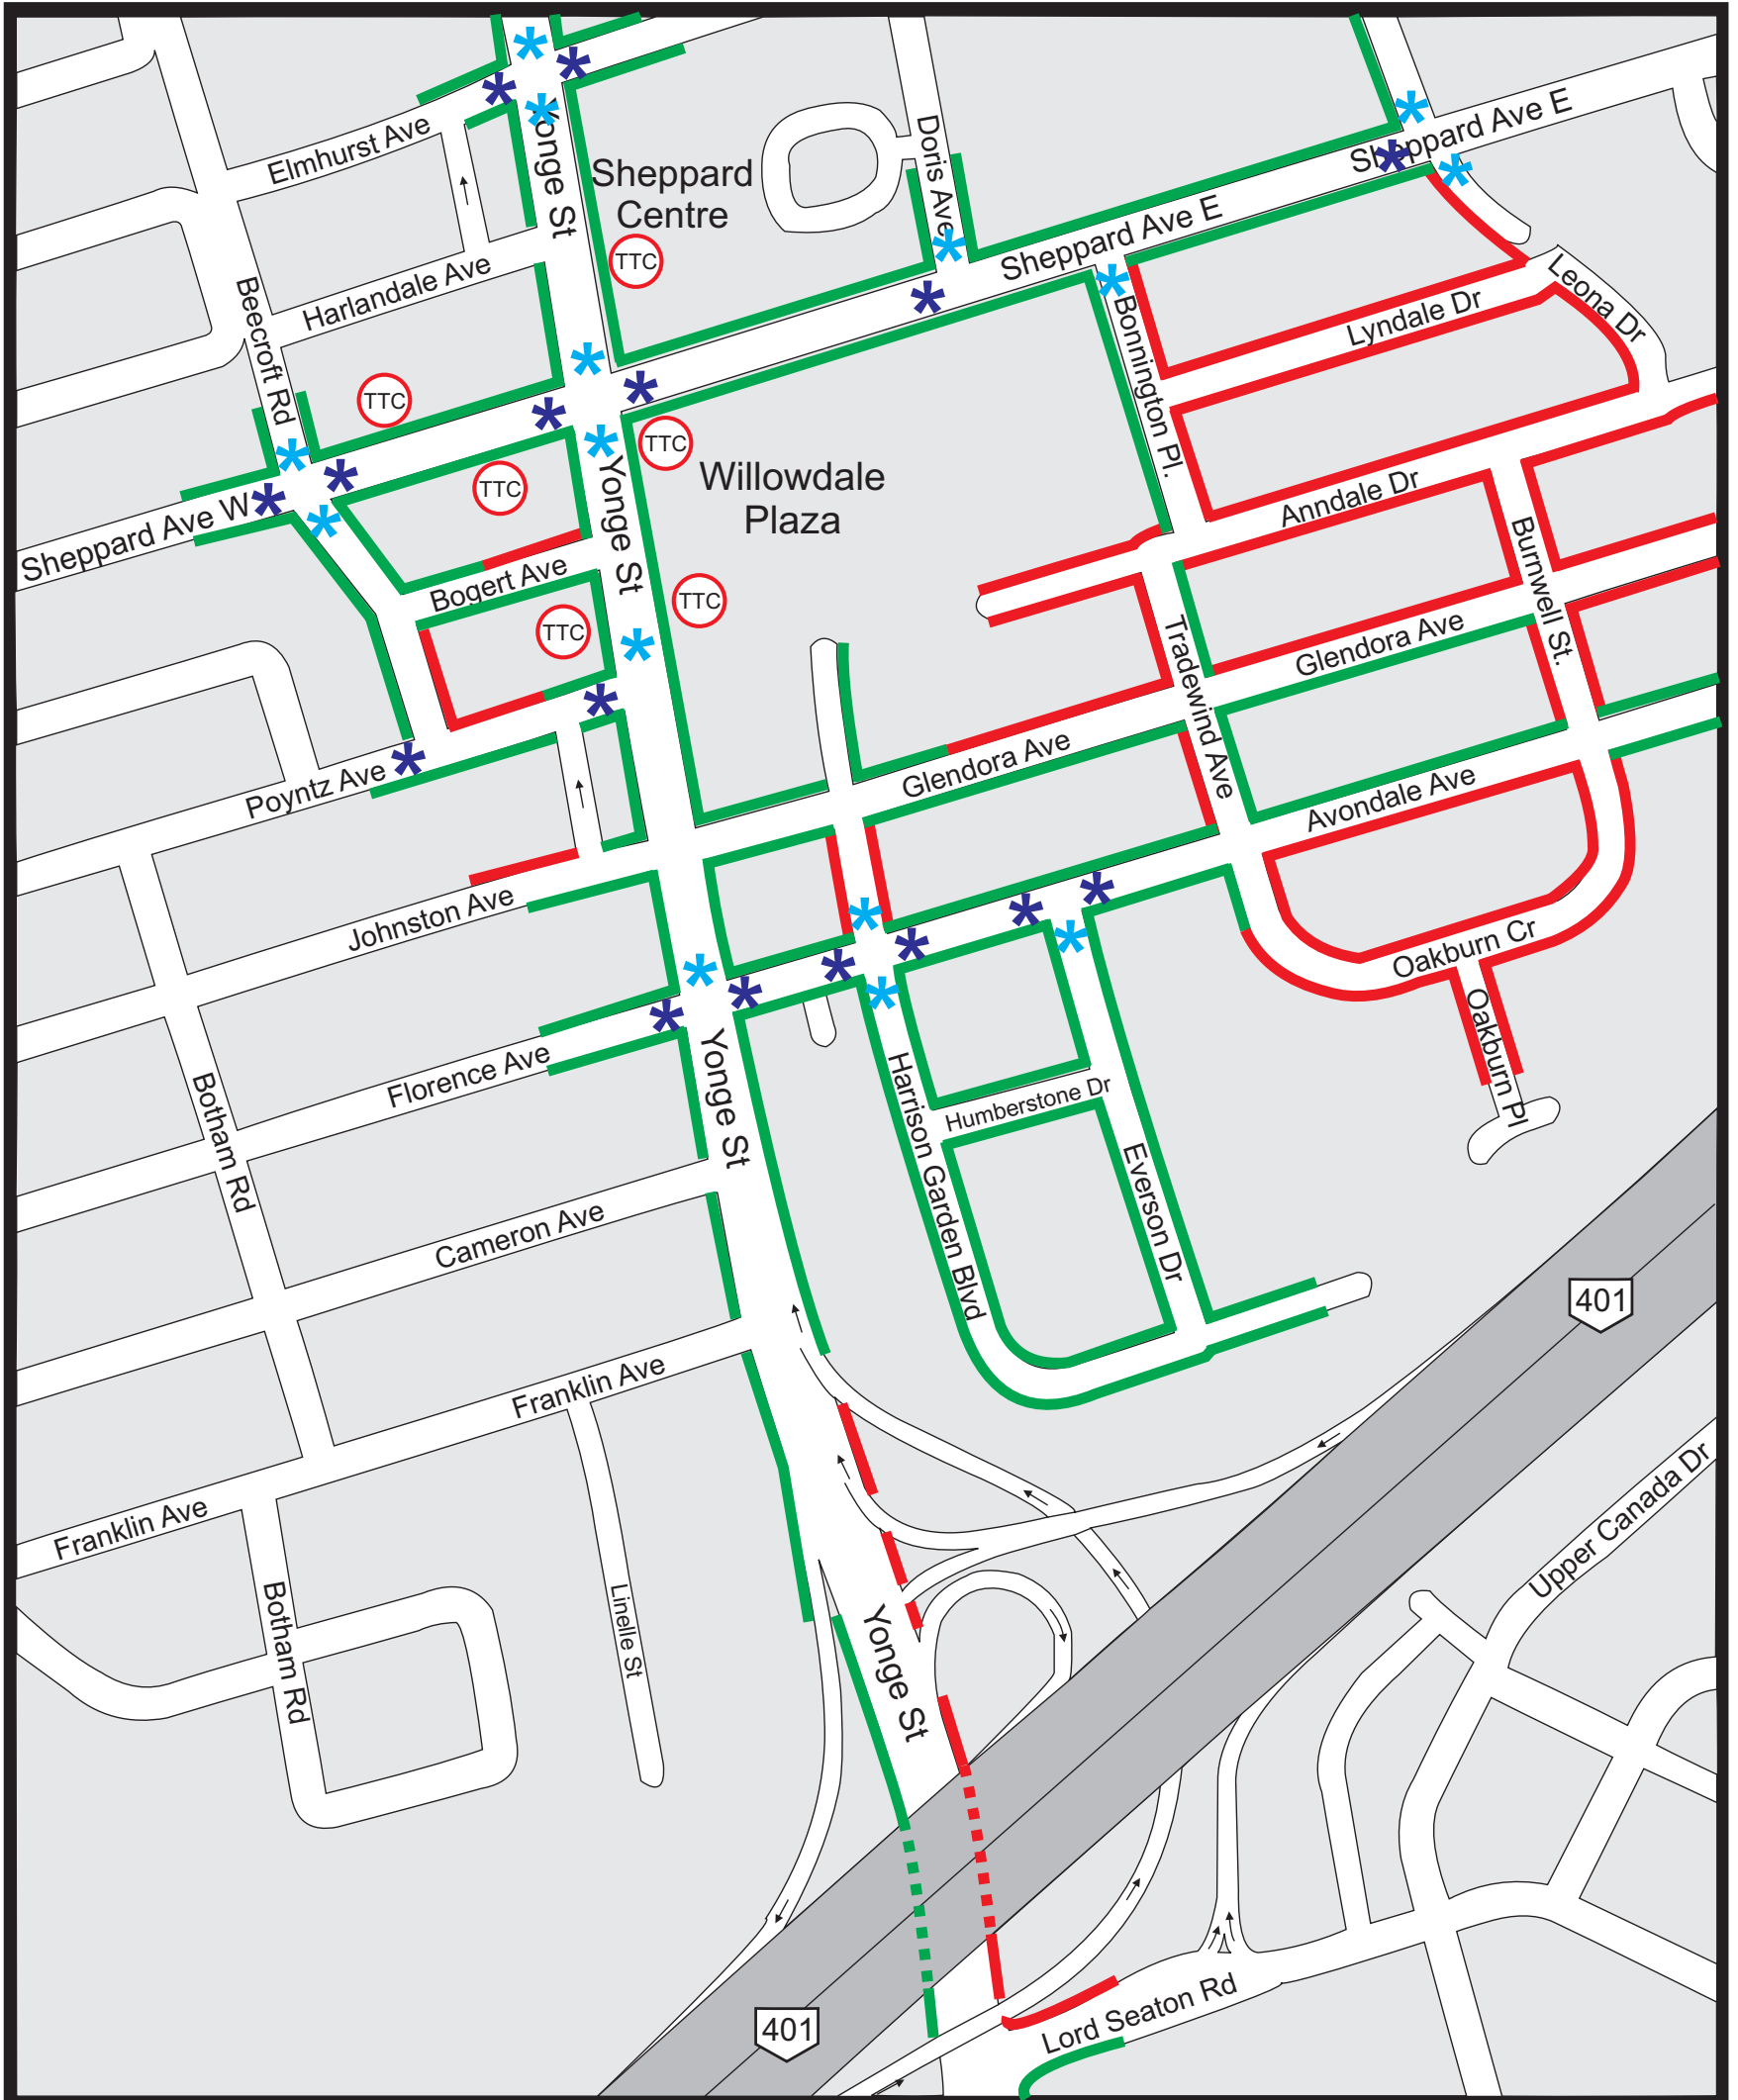 Elmhurst Ave
Yonge St
Sheppard
Centre
TTC
Doris Ave
Sheppard Ave E
Sheppard Ave E
Harlandale Ave
Beecroft Rd
TTC
Leona Dr
Lyndale Dr
Bonnington Pl.
TTC
Willowdale
Plaza
TTC
Yonge St
Sheppard Ave W
Anndale Dr
Burnwell St.
Bogert Ave
TTC
TTC
Tradewind Ave
Glendora Ave
Glendora Ave
Poyntz Ave
Avondale Ave
Johnston Ave
Oakburn Cr
Oakburn Pl
Florence Ave
Yonge St
Botham Rd
Harrison Garden Blvd
Humberstone Dr
Everson Dr
Cameron Ave
401
Franklin Ave
Franklin Ave
Upper Canada Dr
Botham Rd
Linelle St
Yonge St
Lord Seaton Rd
401